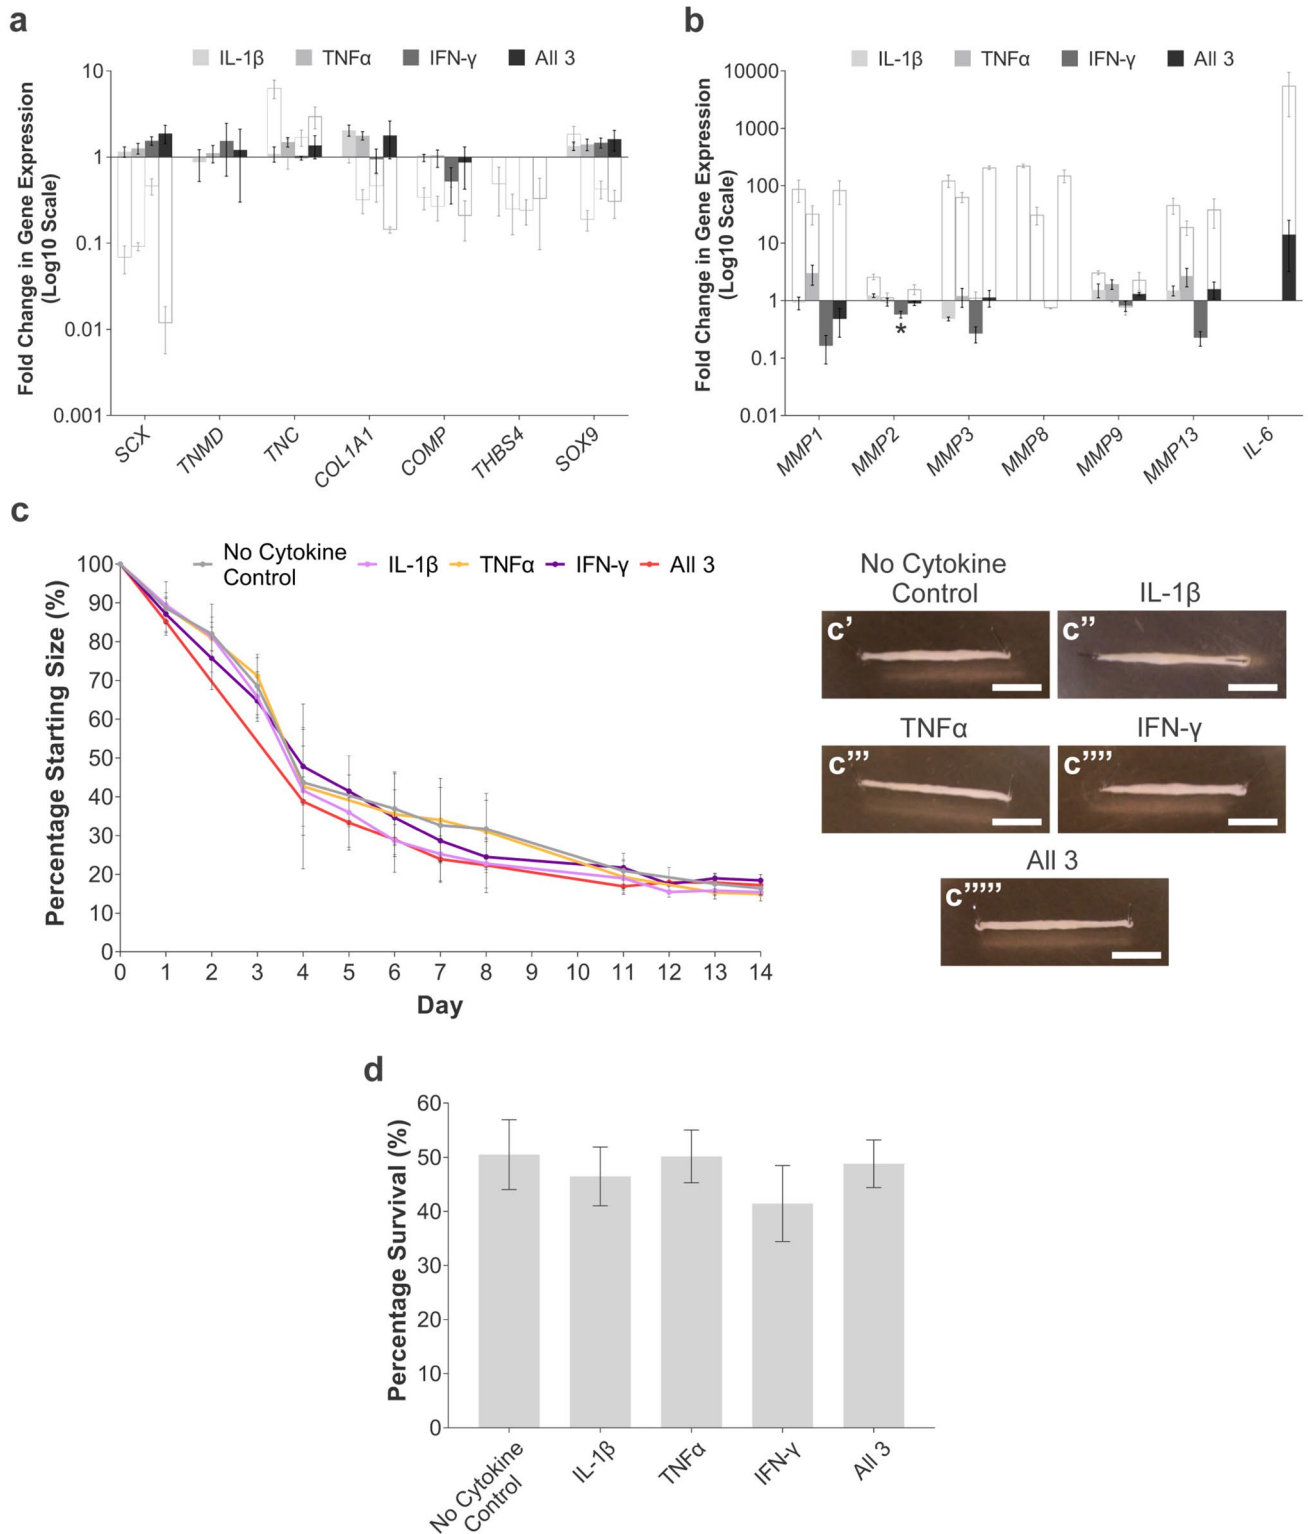 a
IL-1β TNFα IFN-γ All 3
Fold Change in Gene Expression
(Log10 Scale)
10
1
0.1
0.01
0.001
SCX TNMD TNC COL1A1 COMP THBS4 SOX9
b
IL-1β TNFα IFN-γ All 3
Fold Change in Gene Expression
(Log10 Scale)
10000
1000
100
10
1
0.1
0.01
*
MMP1 MMP2 MMP3 MMP8 MMP9 MMP13 IL-6
c
No Cytokine
Control
IL-1β TNFα IFN-γ All 3
Percentage Starting Size (%)
100
90
80
70
60
50
40
30
20
10
0
0 1 2 3 4 5 6 7 8 9 10 11 12 13 14
Day
No Cytokine
Control
c’
IL-1β
c’’
TNFα
c’’’
IFN-γ
c’’’’
All 3
c’’’’’
d
Percentage Survival (%)
60
50
40
30
20
10
0
No Cytokine
Control
IL-1β
TNFα
IFN-γ
All 3